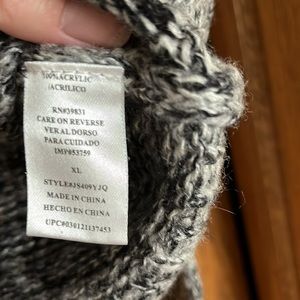 100%ACRYLIC
/ACRILICO
RN#39831
CARE ON REVERSE
VER AL DORSO
PARA CUIDADO
IMP#53759
XL
STYLE#JS409YJQ
MADE IN CHINA
HECHO EN CHINA
UPC#030121137453